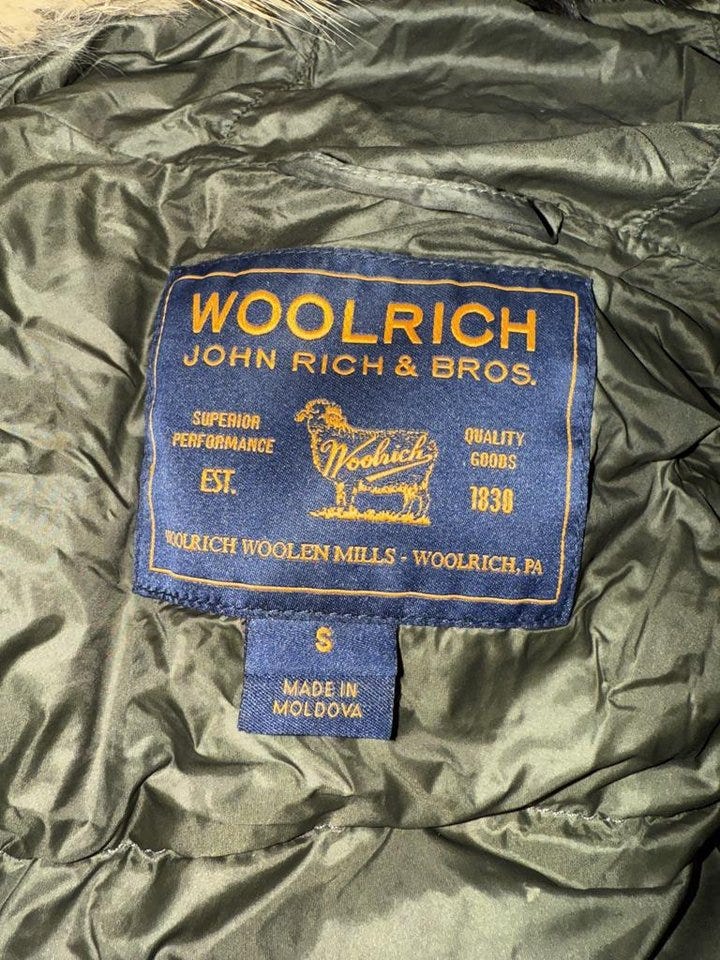 WOOLRICH
JOHN RICH & BROS.
SUPERIOR
PERFORMANCE
EST.
Woolrich
QUALITY
GOODS
1830
WOOLRICH WOOLEN MILLS - WOOLRICH, PA
S
MADE IN
MOLDOVA